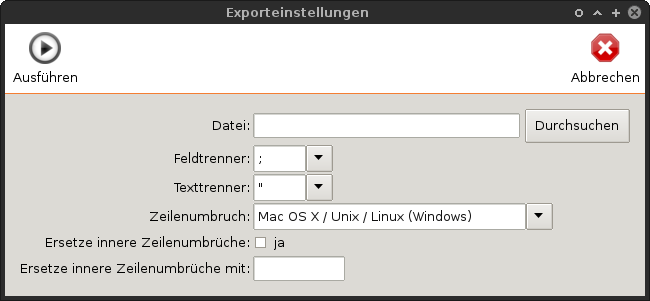 Exporteinstellungen
Ausführen
Abbrechen
Datei:
Durchsuchen
Feldtrenner: ;
Texttrenner: "
Zeilenumbruch: Mac OS X / Unix / Linux (Windows)
Ersetze innere Zeilenumbrüche: ja
Ersetze innere Zeilenumbrüche mit: